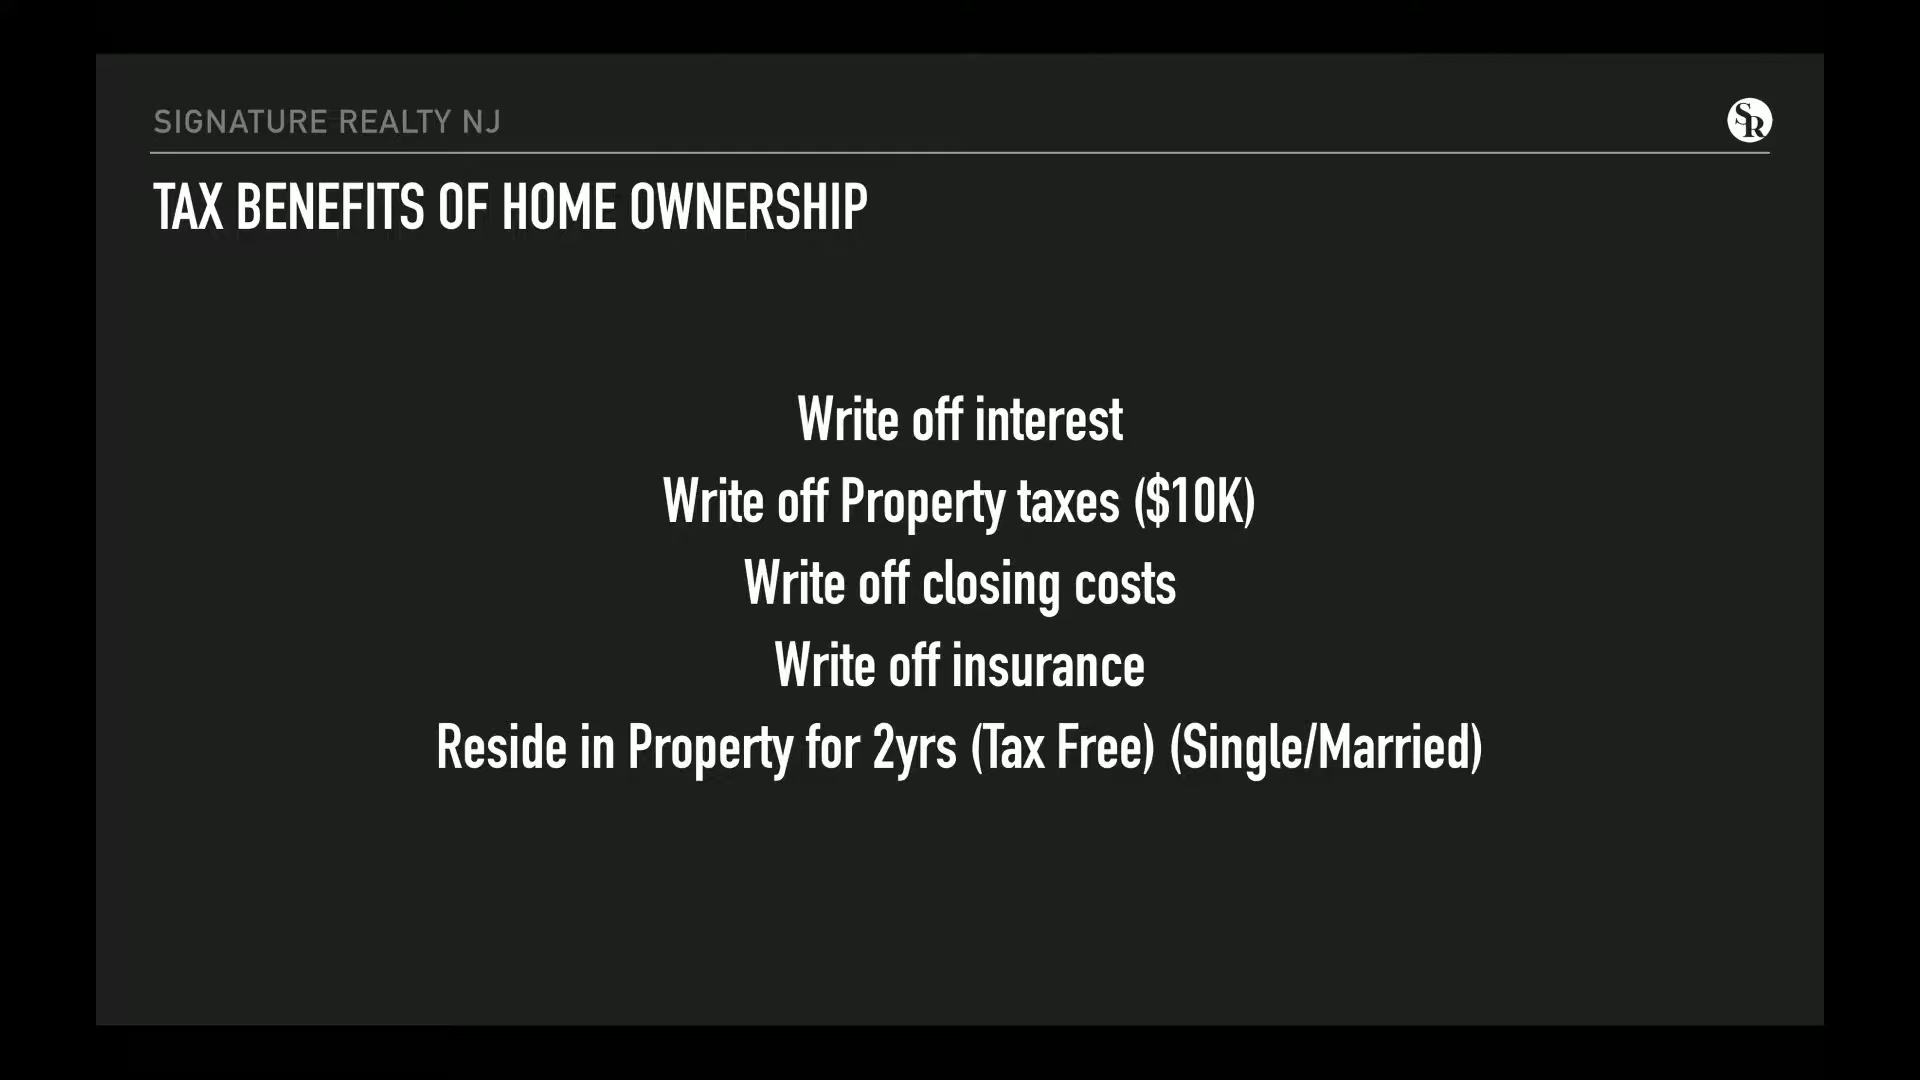 SIGNATURE REALTY NJ
SR
TAX BENEFITS OF HOME OWNERSHIP
Write off interest
Write off Property taxes ($10K)
Write off closing costs
Write off insurance
Reside in Property for 2yrs (Tax Free) (Single/Married)